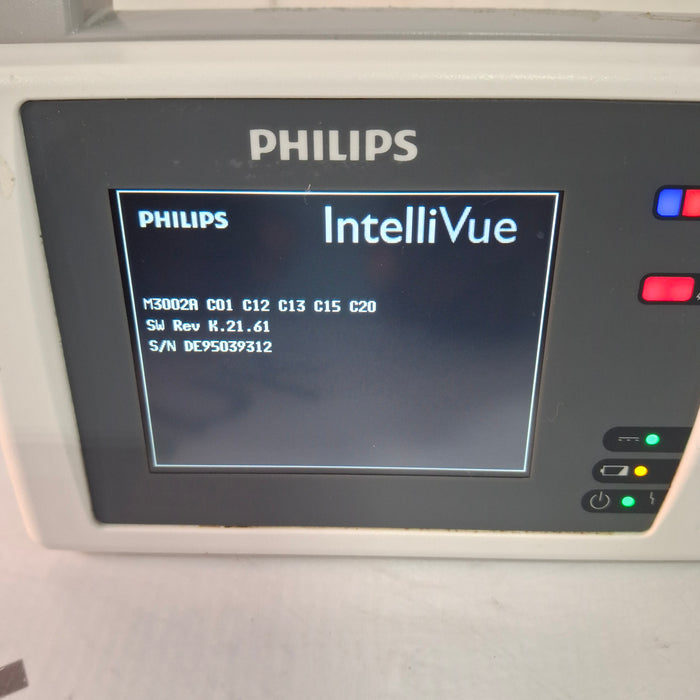 PHILIPS
PHILIPS IntelliVue
M3002A C01 C12 C13 C15 C20
SW Rev K.21.61
S/N DE95039312